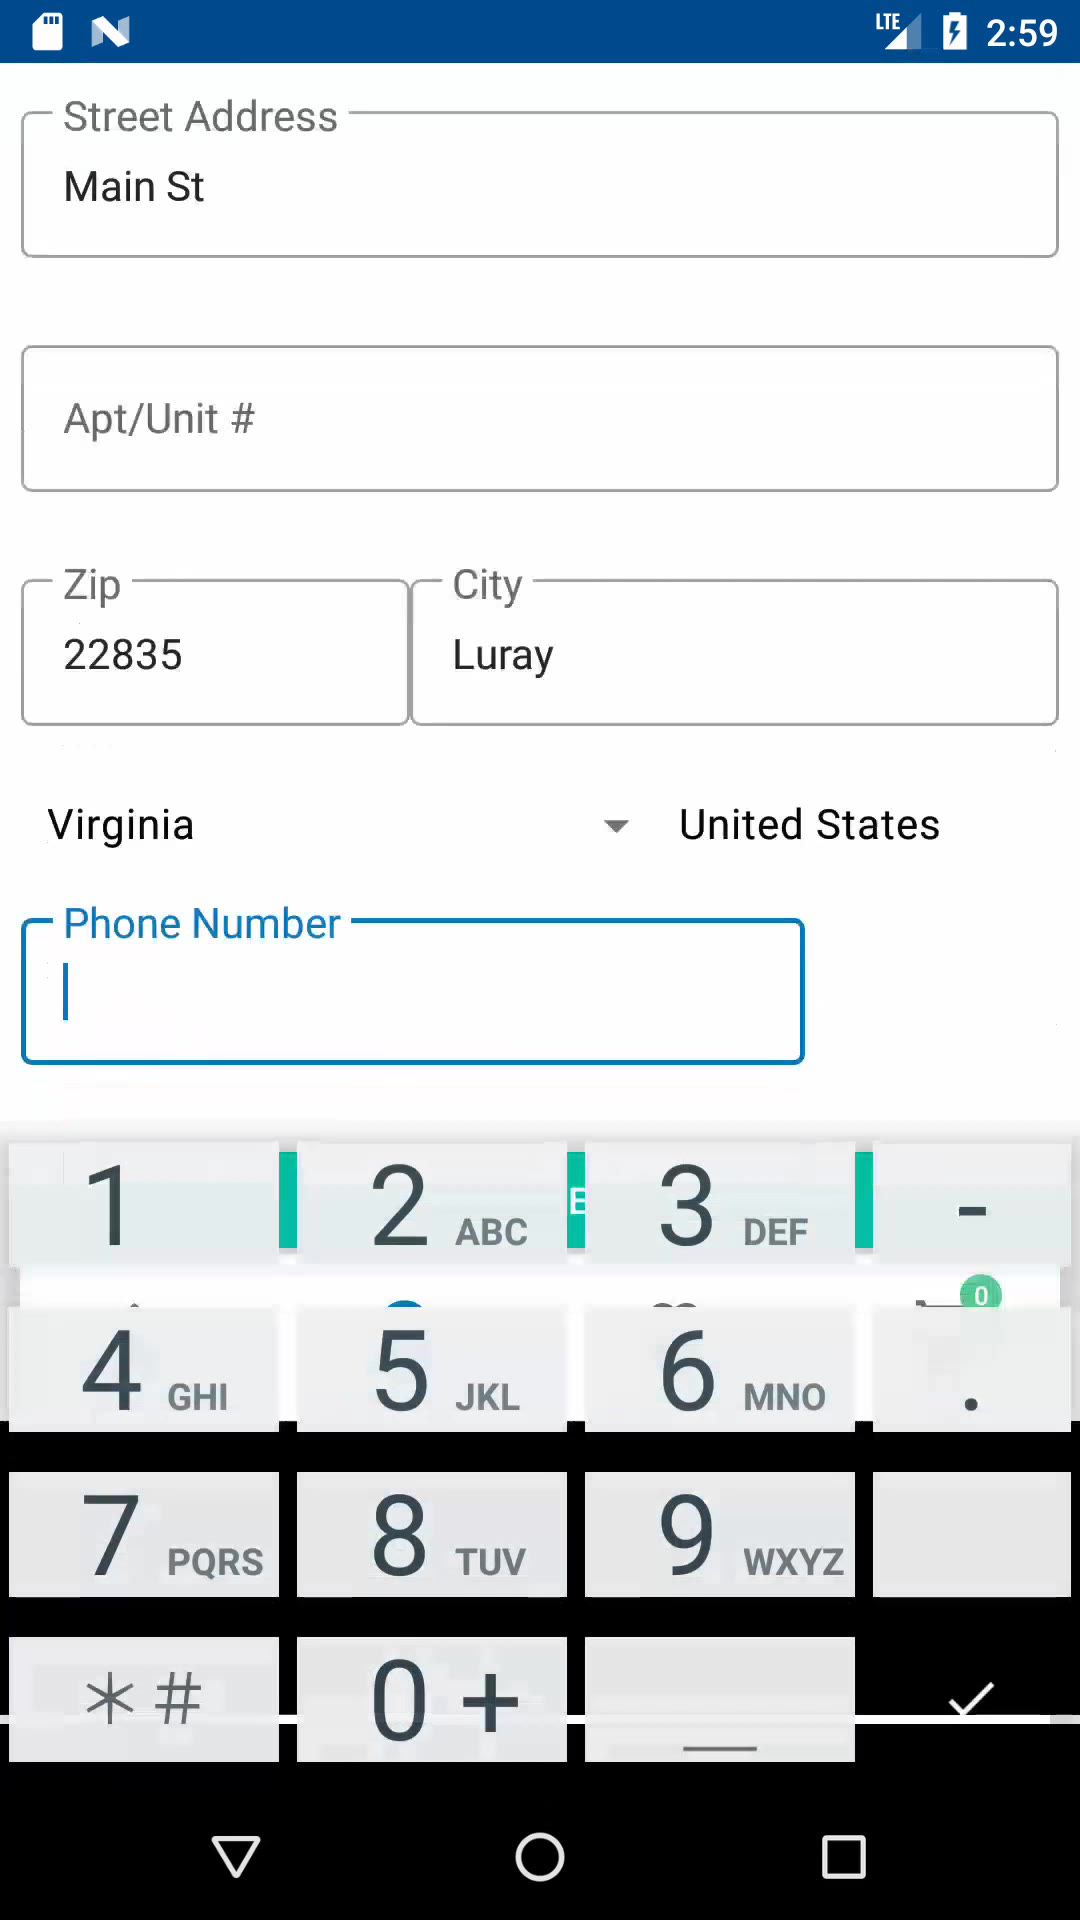 LTE 2:59
Street Address
Main St
Apt/Unit #
Zip City
22835 Luray
Virginia United States
Phone Number
1 2 ABC 3 DEF -
0
4 GHI 5 JKL 6 MNO .
7 PQRS 8 TUV 9 WXYZ
*# 0 +